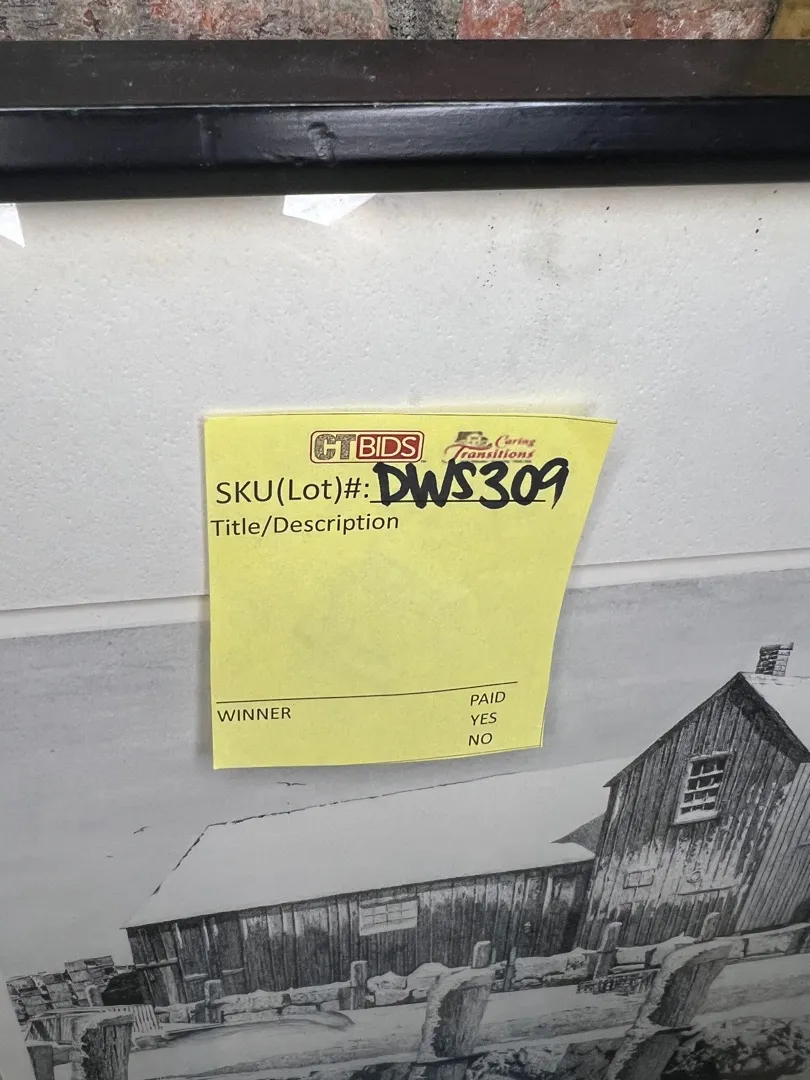 CTBIDS Caring Transitions
SKU(Lot)#: DWS309
Title/Description
WINNER PAID
YES
NO